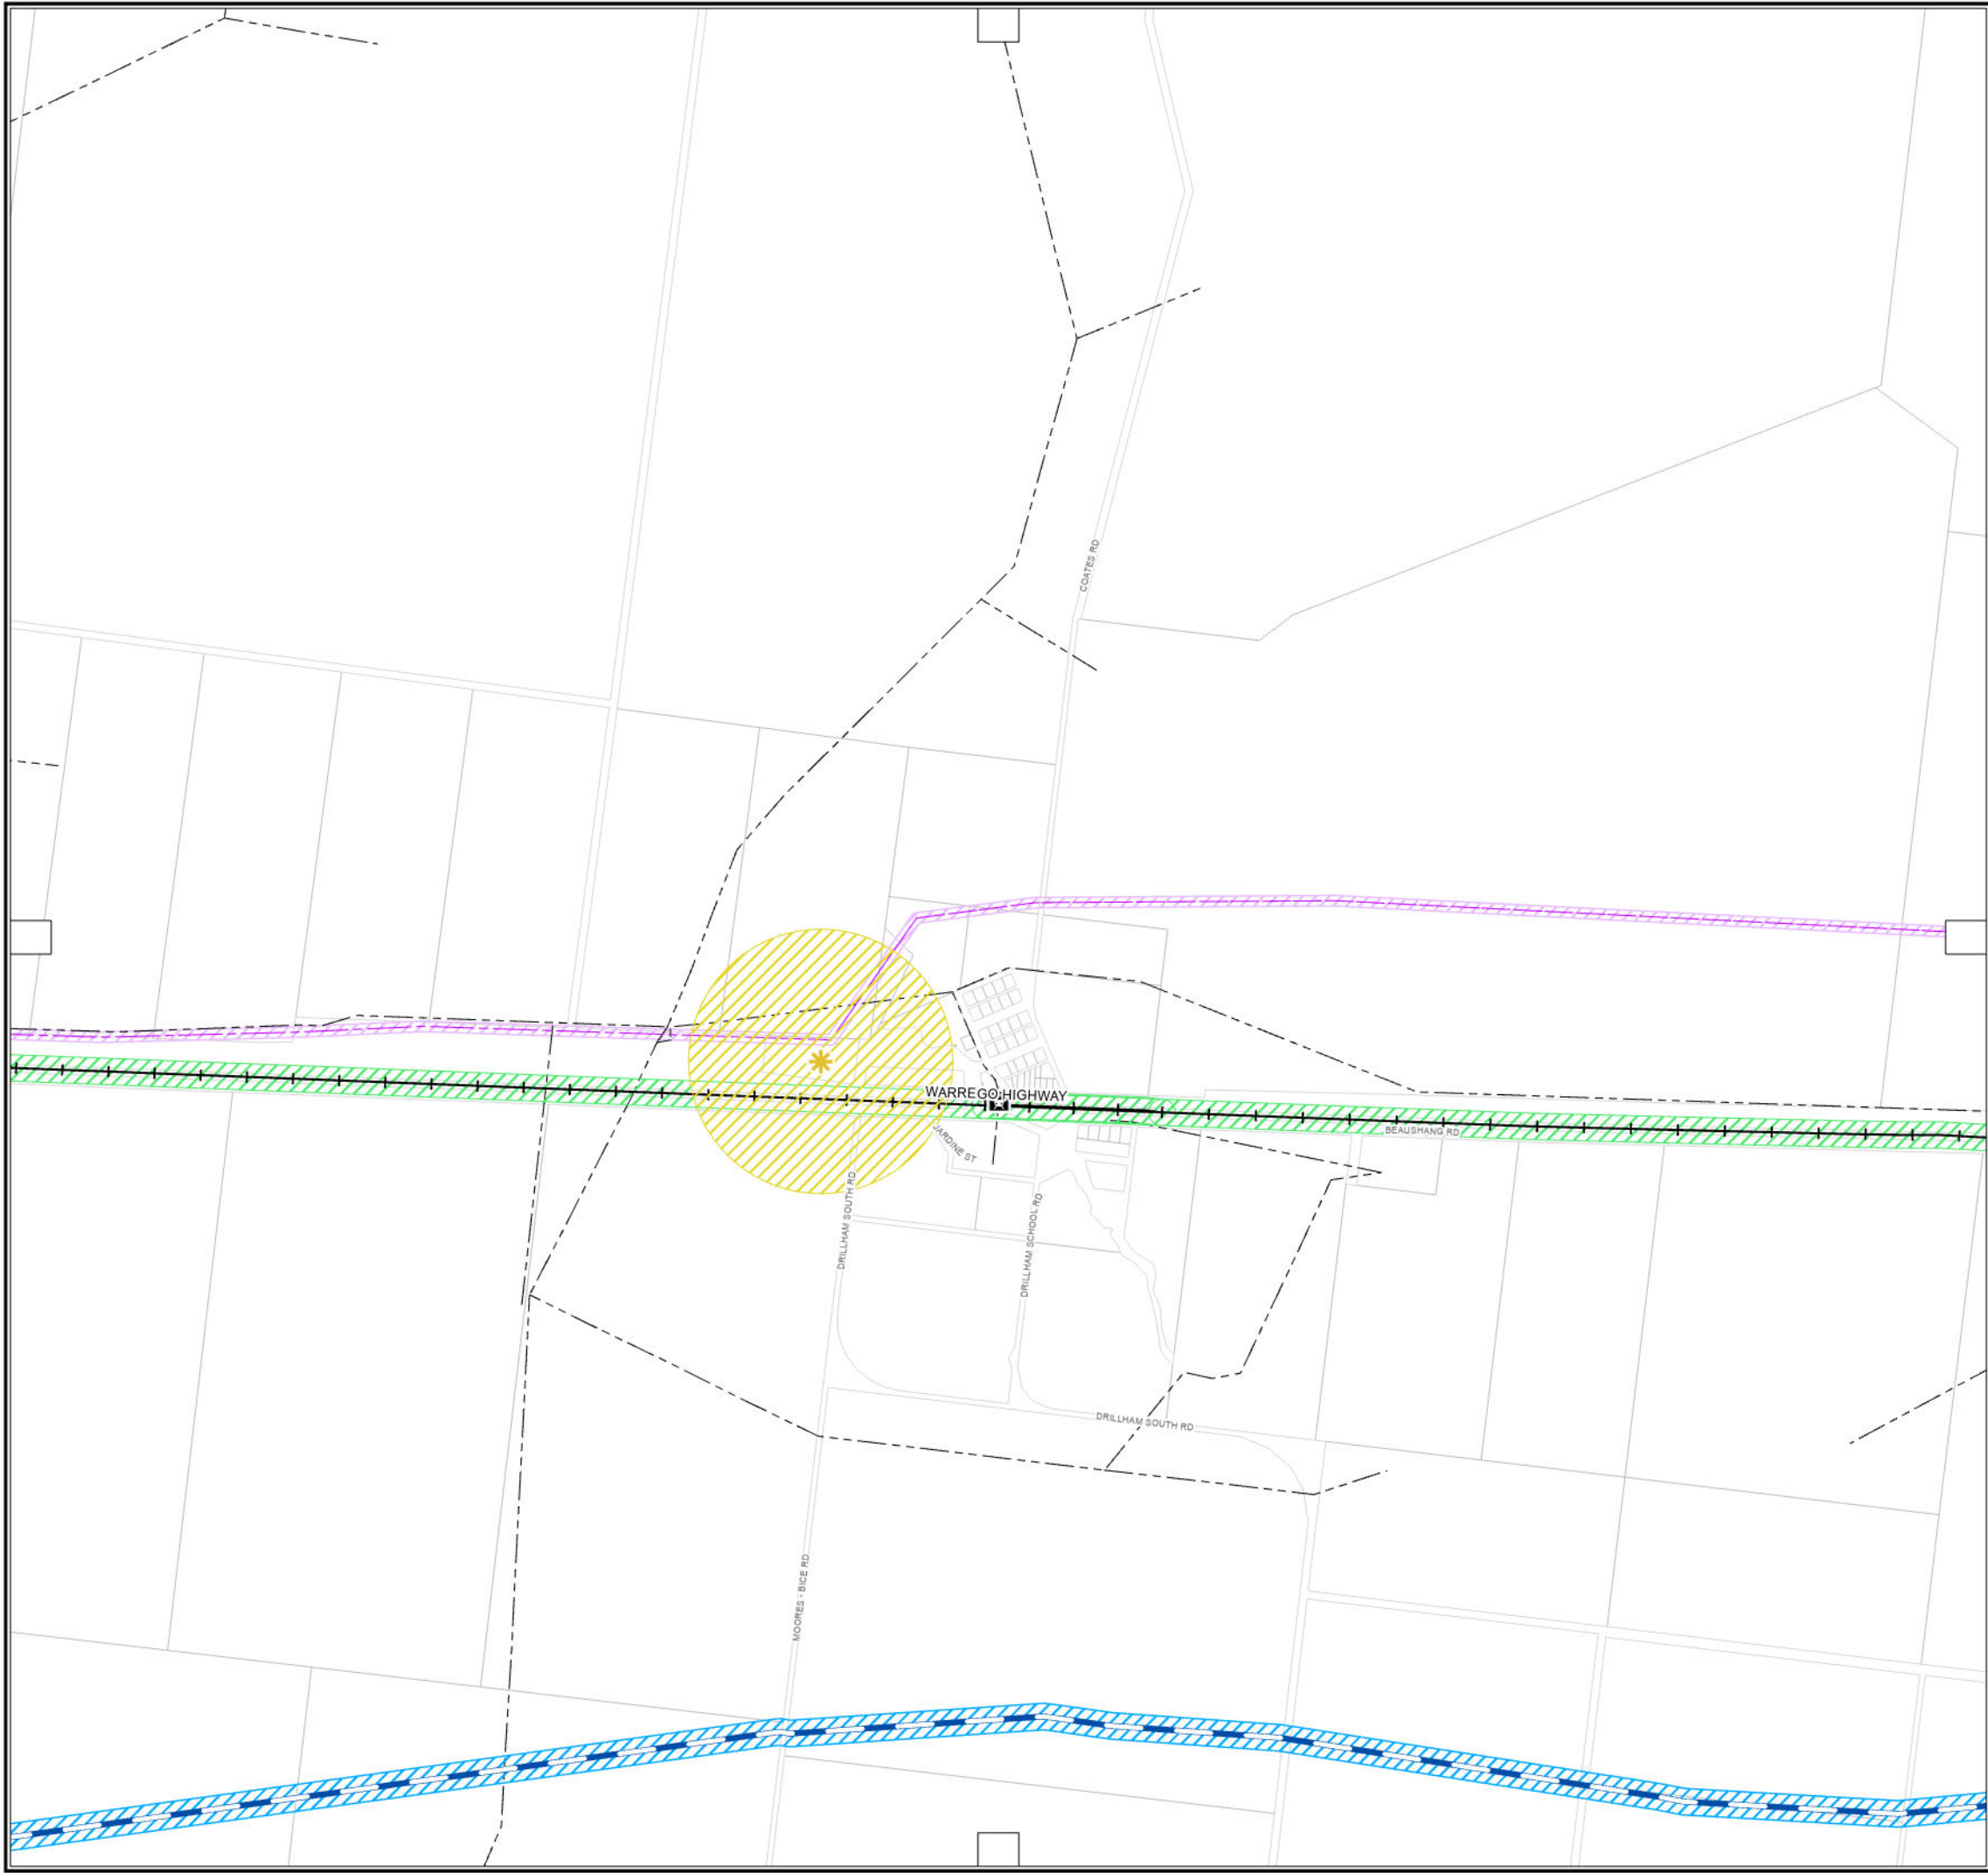 COATES RD
WARREGO HIGHWAY
BEAUSHANG RD
JARDINE ST
DRILLHAM SOUTH RD
DRILLHAM SCHOOL RD
DRILLHAM SOUTH RD
MOORES - BICE RD